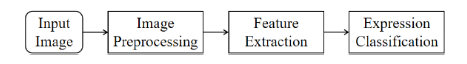 Input
Image
Image
Preprocessing
Feature
Extraction
Expression
Classification